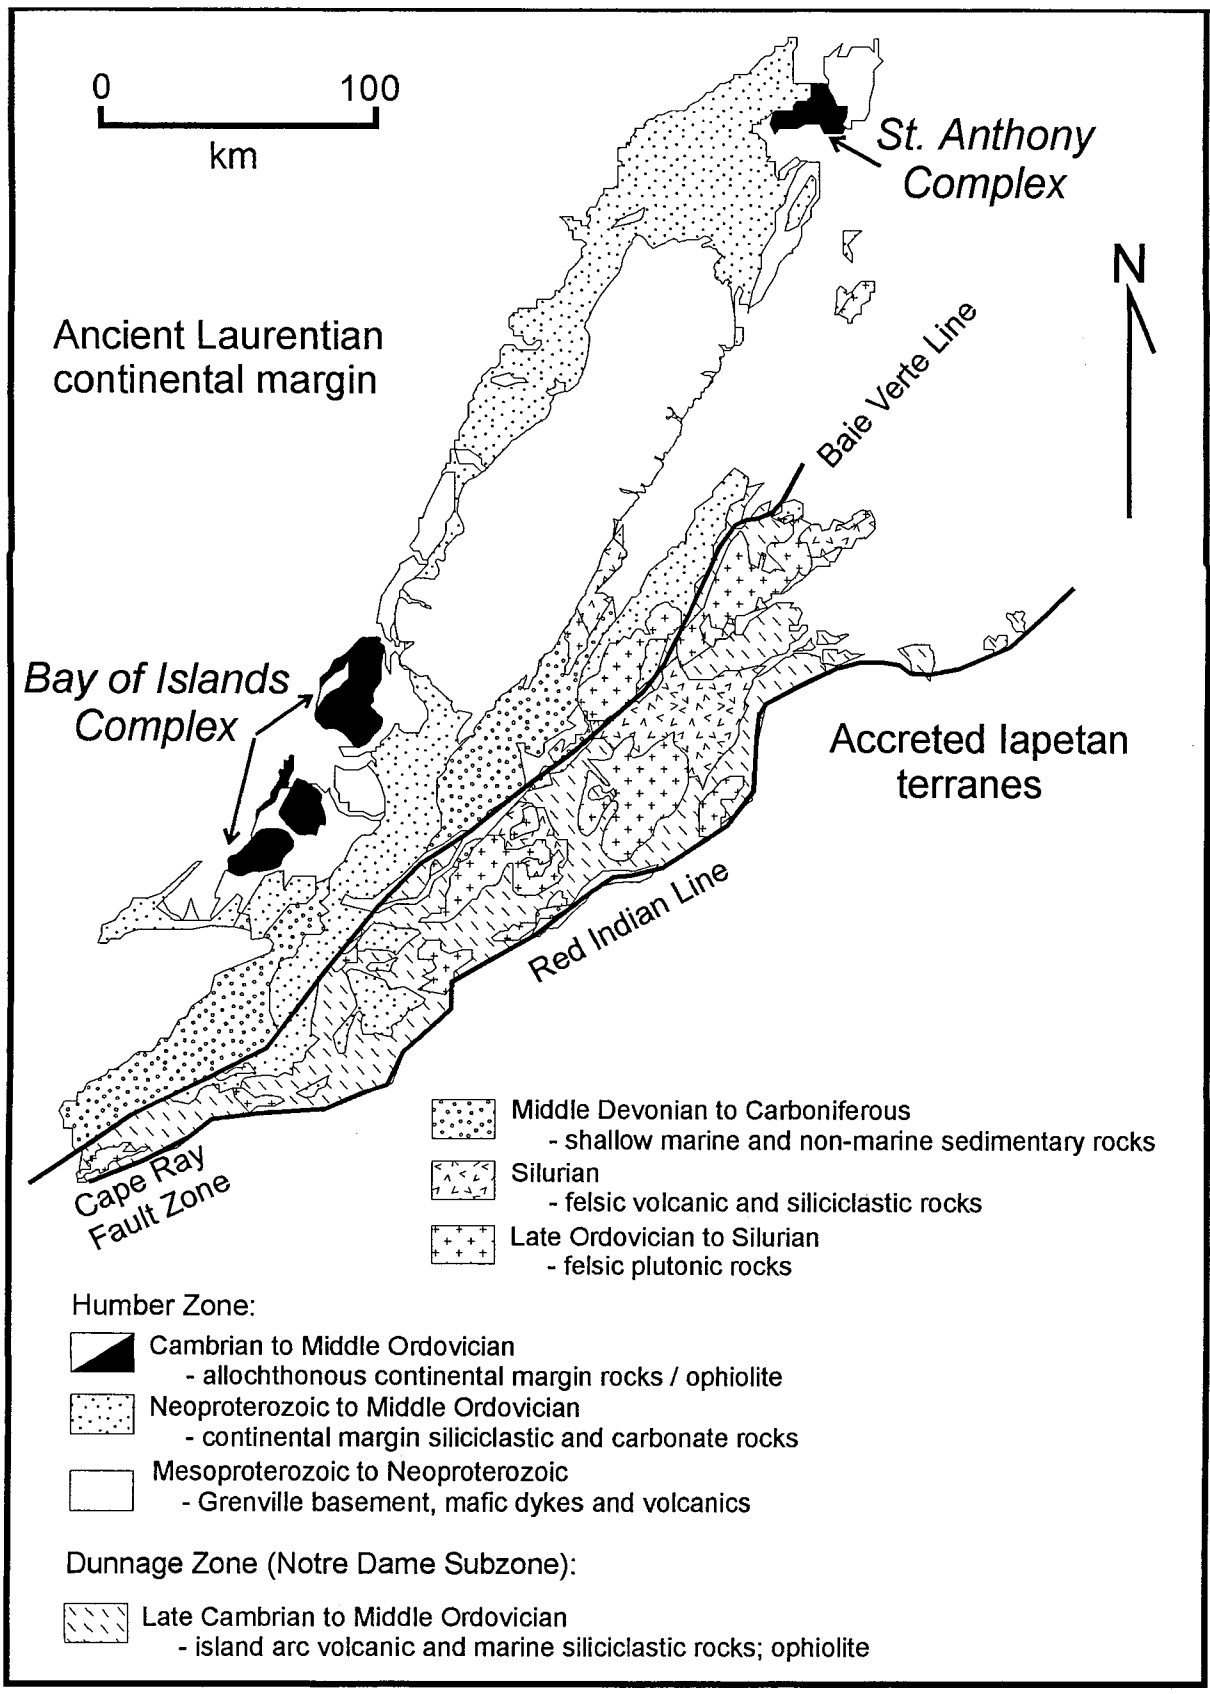 0 100
km
St. Anthony
Complex
N
Ancient Laurentian
continental margin
Baie Verte Line
Bay of Islands
Complex
Accreted Iapetan
terranes
Red Indian Line
Cape Ray
Fault Zone
Middle Devonian to Carboniferous
- shallow marine and non-marine sedimentary rocks
Silurian
- felsic volcanic and siliciclastic rocks
Late Ordovician to Silurian
- felsic plutonic rocks
Humber Zone:
Cambrian to Middle Ordovician
- allochthonous continental margin rocks / ophiolite
Neoproterozoic to Middle Ordovician
- continental margin siliciclastic and carbonate rocks
Mesoproterozoic to Neoproterozoic
- Grenville basement, mafic dykes and volcanics
Dunnage Zone (Notre Dame Subzone):
Late Cambrian to Middle Ordovician
- island arc volcanic and marine siliciclastic rocks; ophiolite